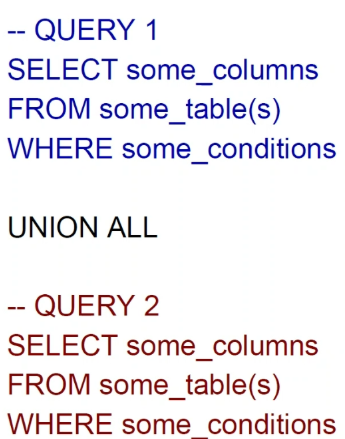 -- QUERY 1
SELECT some_columns
FROM some_table(s)
WHERE some_conditions
UNION ALL
-- QUERY 2
SELECT some_columns
FROM some_table(s)
WHERE some_conditions